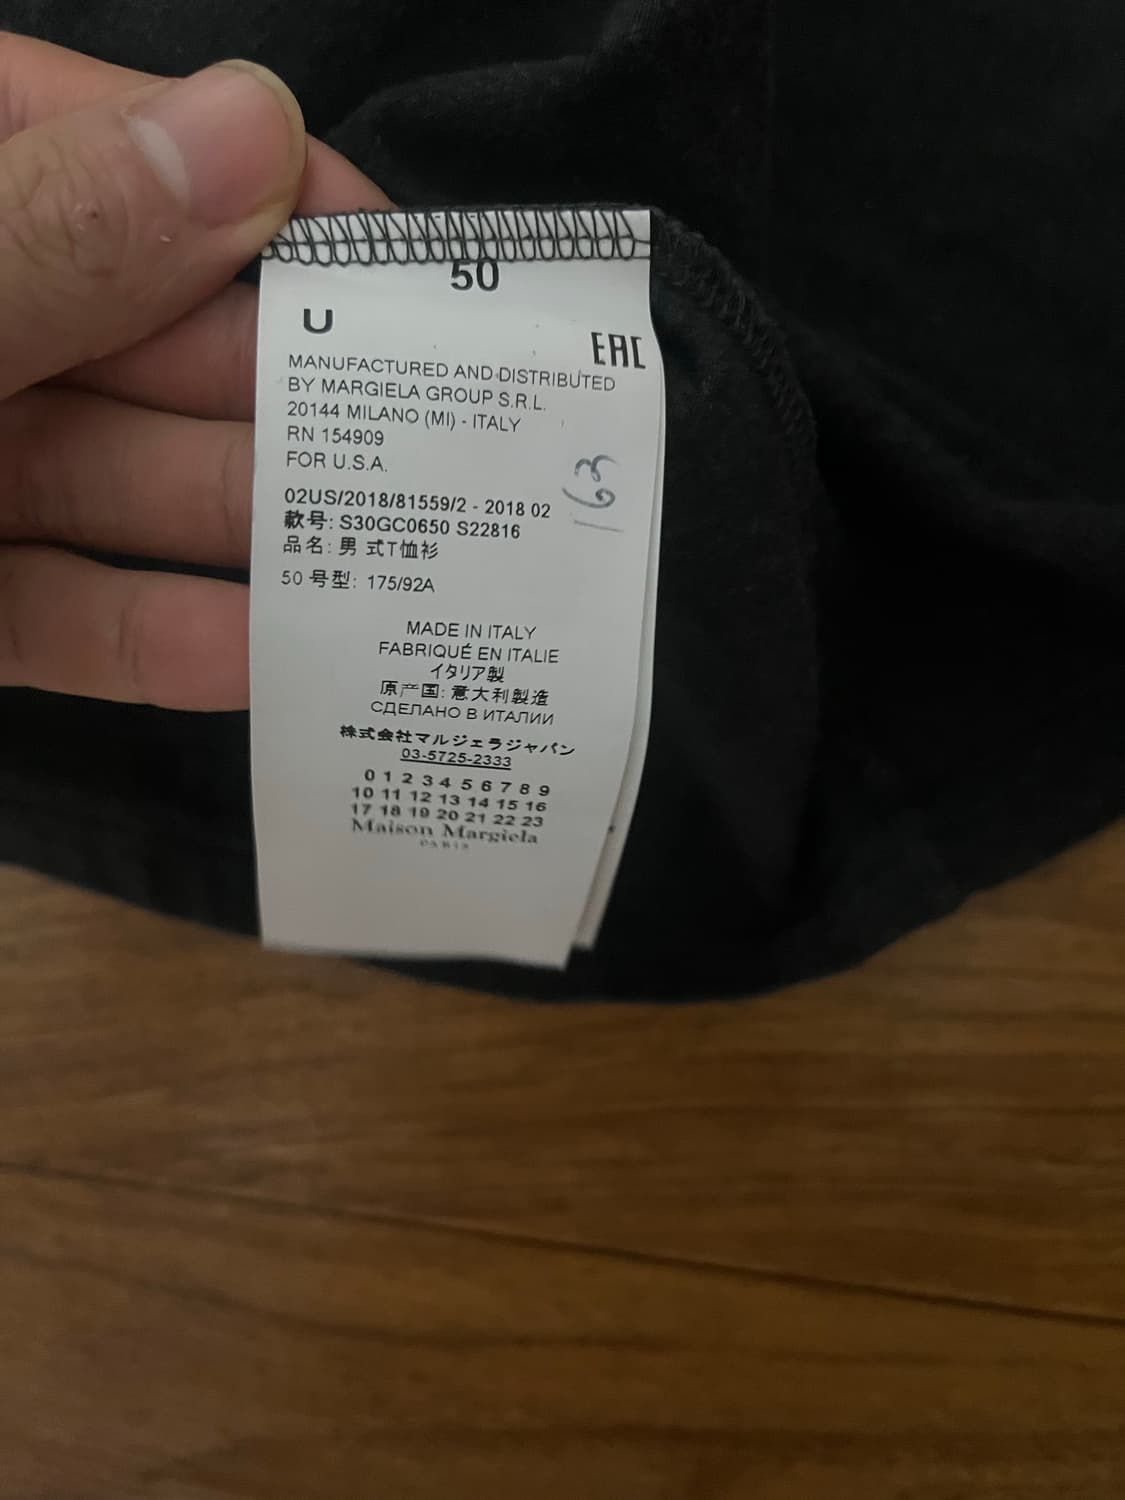 50
U
EAC
MANUFACTURED AND DISTRIBUTED
BY MARGIELA GROUP S.R.L.
20144 MILANO (MI) - ITALY
RN 154909
FOR U.S.A.
163
02US/2018/81559/2 - 2018 02
款号: S30GC0650 S22816
品名: 男 式T恤衫
50 号型: 175/92A
MADE IN ITALY
FABRIQUÉ EN ITALIE
イタリア製
原产国: 意大利製造
СДЕЛАНО В ИТАЛИИ
株式会社マルジェラジャパン
03-5725-2333
0 1 2 3 4 5 6 7 8 9
10 11 12 13 14 15 16
17 18 19 20 21 22 23
Maison Margiela
PARIS